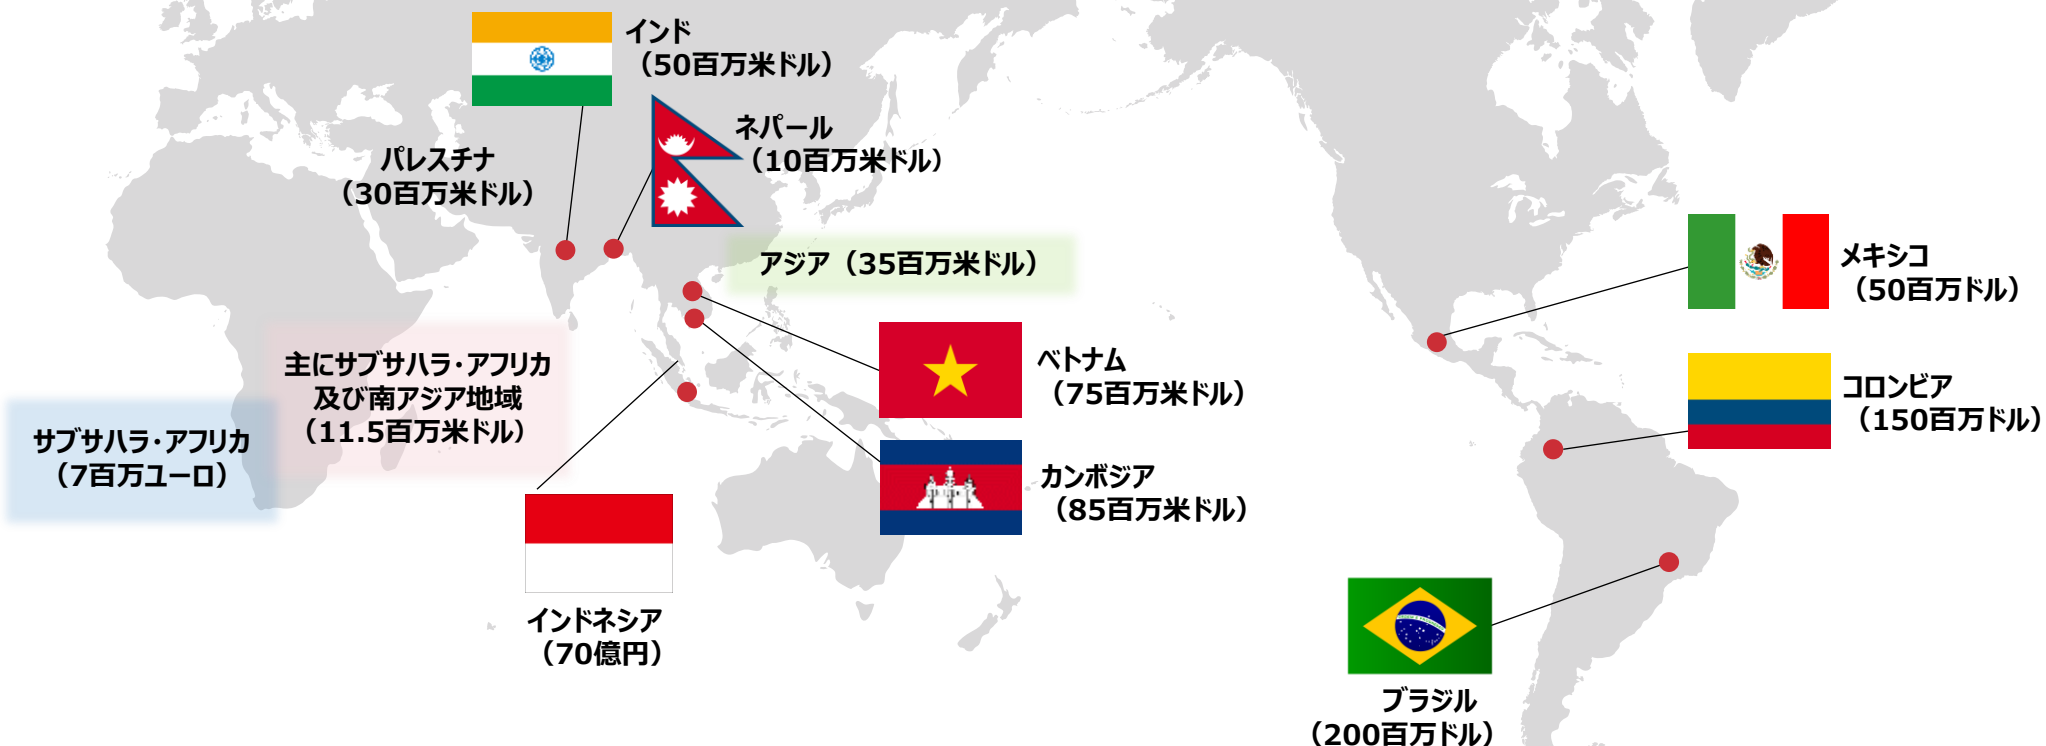 インド
（50百万米ドル）
ネパール
（10百万米ドル）
パレスチナ
（30百万米ドル）
アジア（35百万米ドル）
メキシコ
（50百万ドル）
主にサブサハラ・アフリカ
及び南アジア地域
（11.5百万米ドル）
ベトナム
（75百万米ドル）
コロンビア
（150百万ドル）
サブサハラ・アフリカ
（7百万ユーロ）
カンボジア
（85百万米ドル）
インドネシア
（70億円）
ブラジル
（200百万ドル）